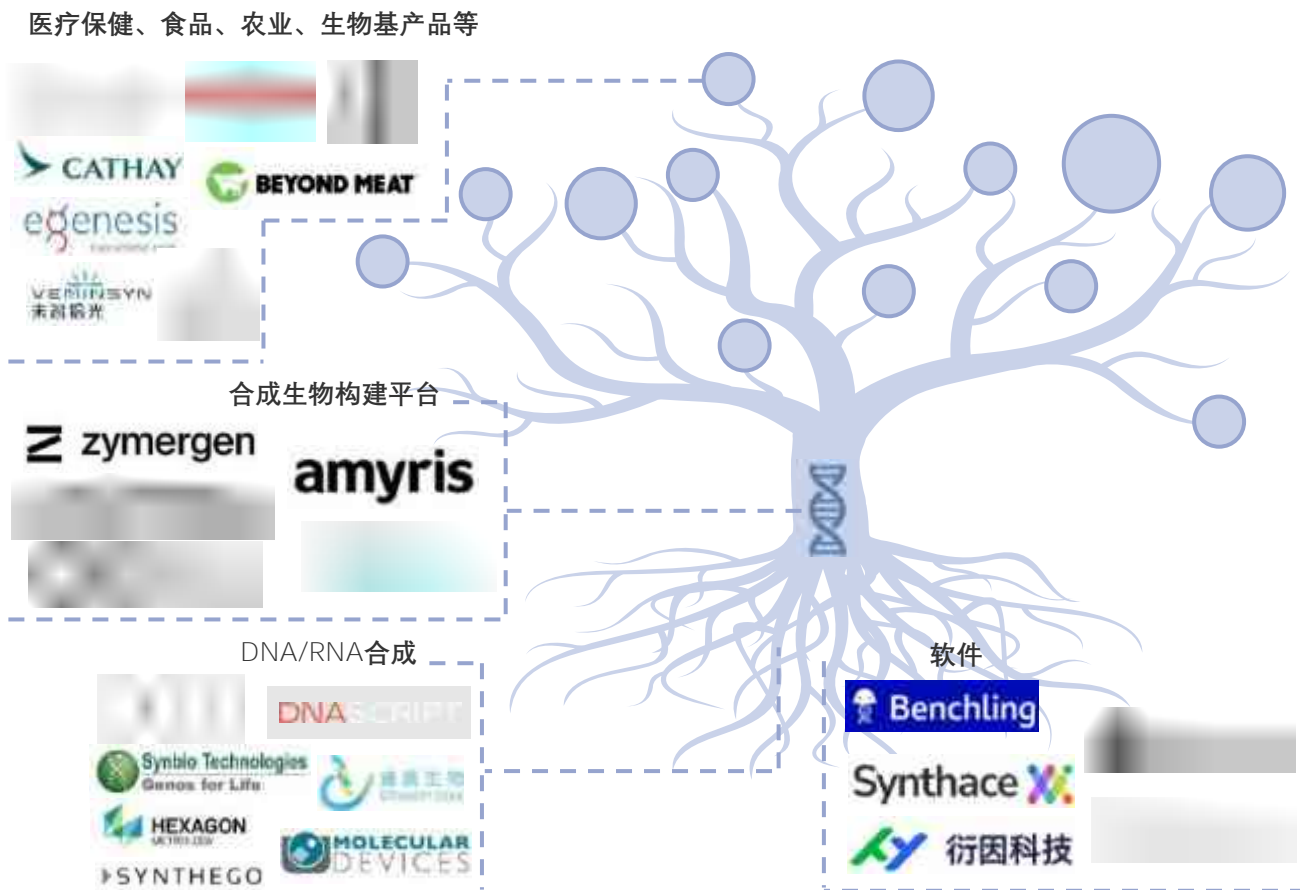 医疗保健、食品、农业、生物基产品等
CATHAY
BEYOND MEAT
egenesis
VEMINSYN
未名拾光
合成生物构建平台
zymergen
amyris
DNA/RNA合成
DNASCRIPT
Synbio Technologies
Genes for Life
HEXAGON
MOLECULAR
DEVICES
SYNTHEGO
软件
Benchling
Synthace
衍因科技